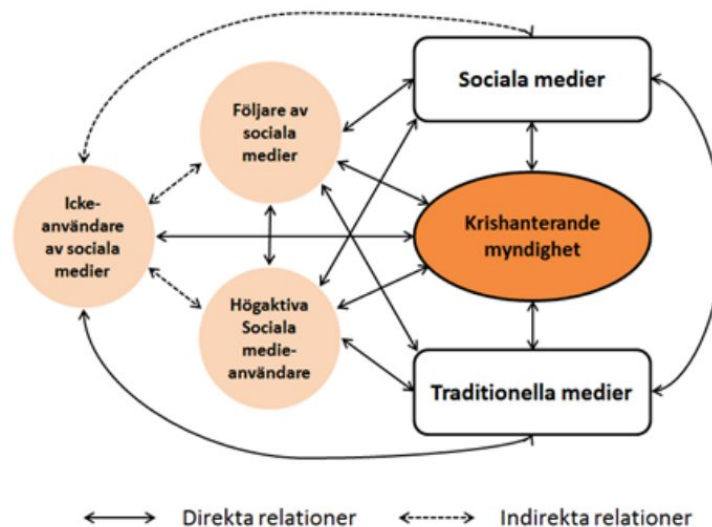 Sociala medier
Följare av
sociala
medier
Icke-
användare
av sociala
medier
Krishanterande
myndighet
Högaktiva
Sociala
medie-
användare
Traditionella medier
Direkta relationer
Indirekta relationer